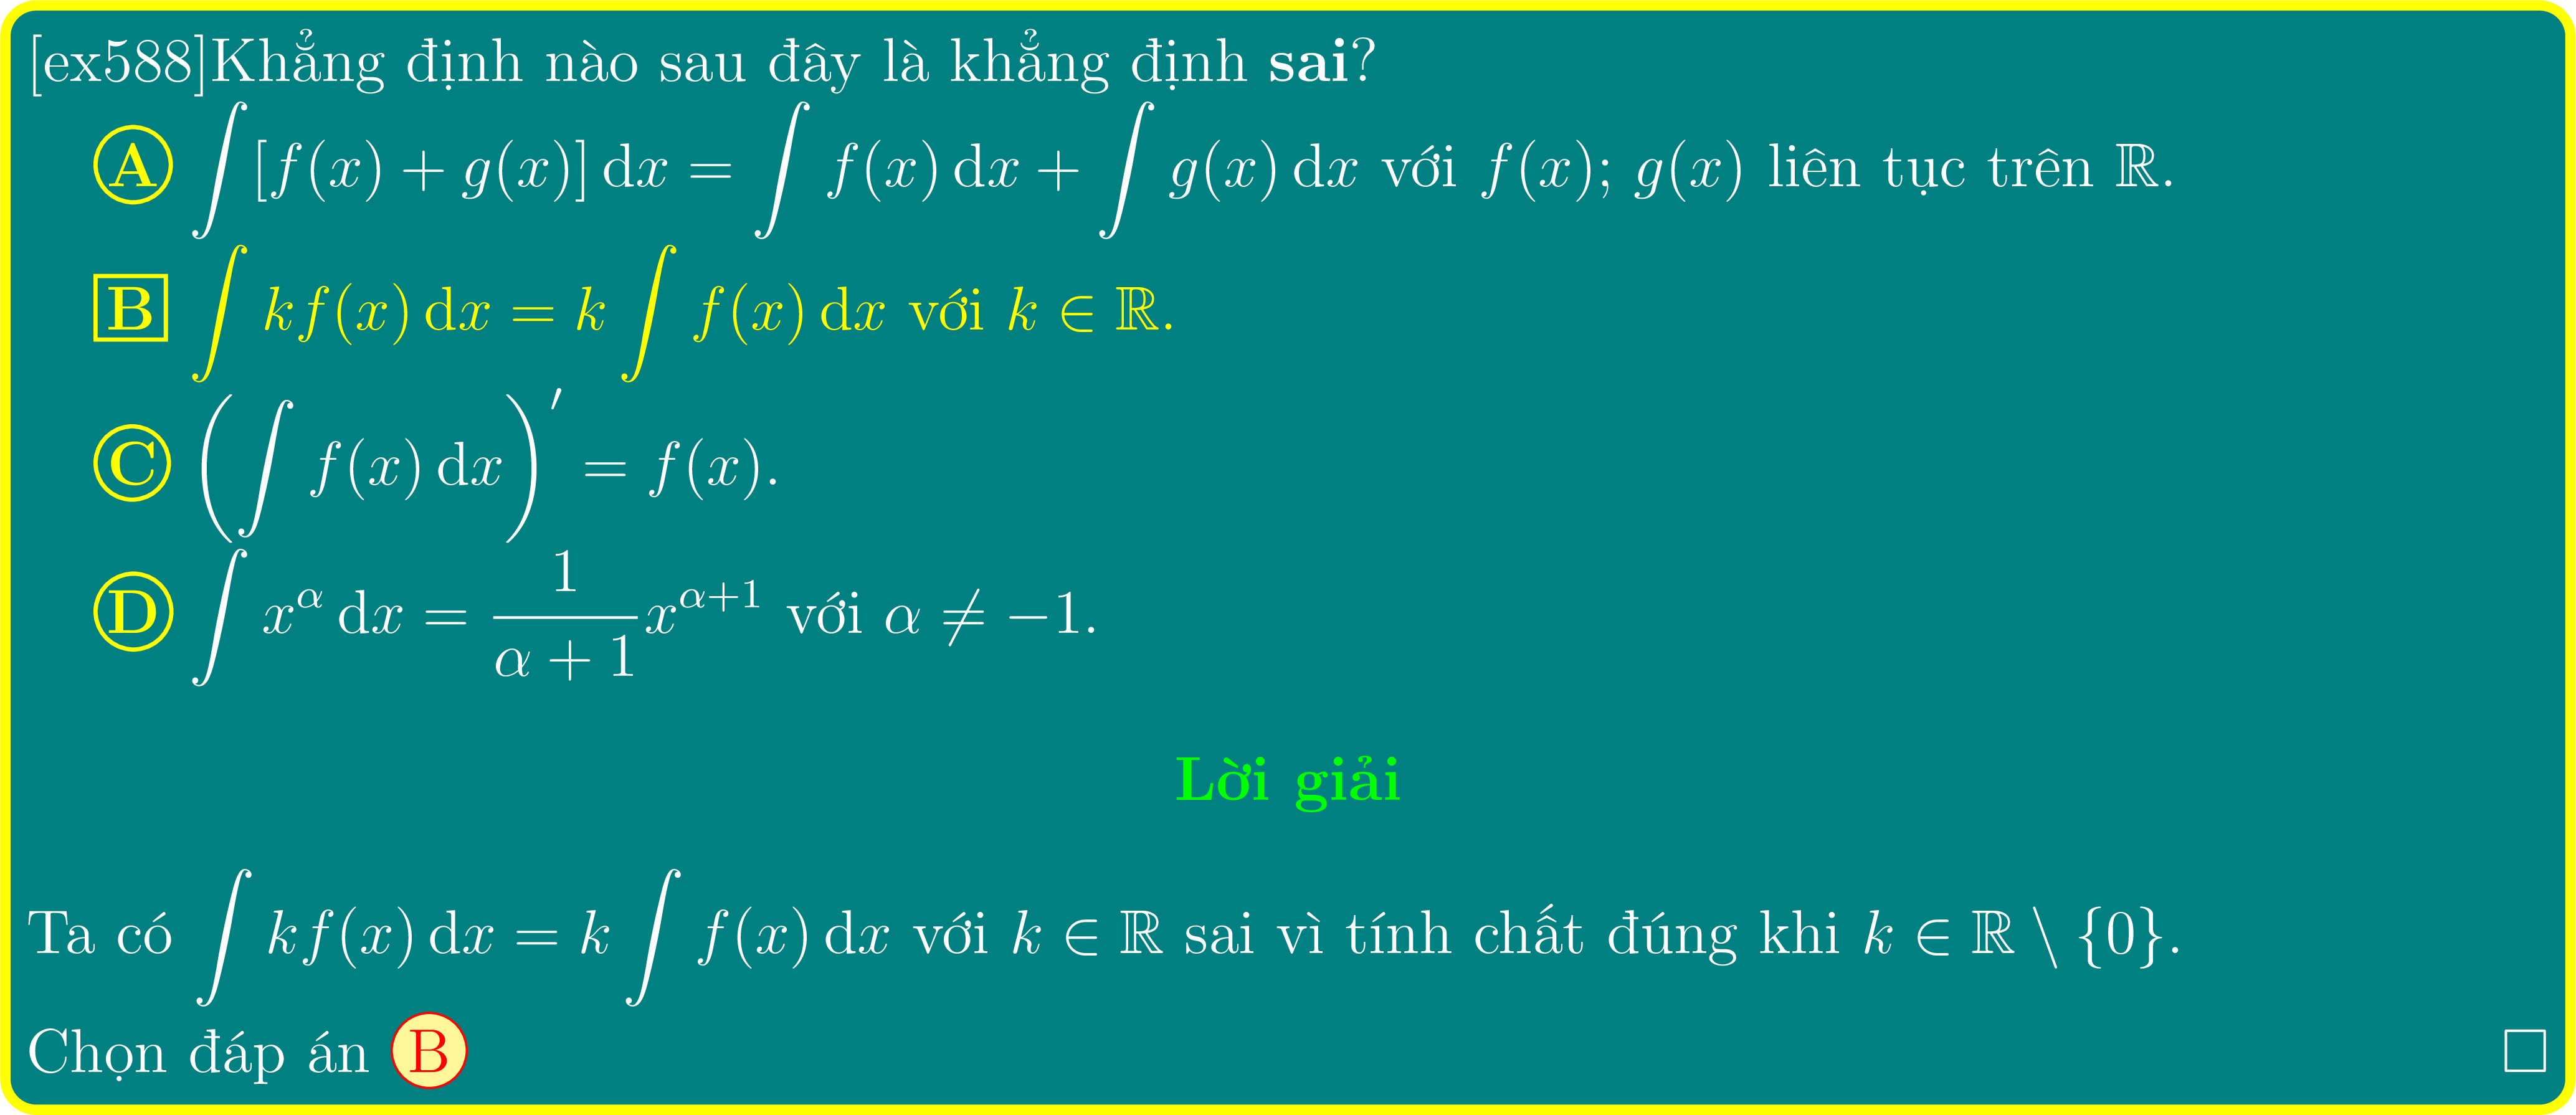 [ex588]Khẳng định nào sau đây là khẳng định sai?
A ∫ [f(x) + g(x)] dx = ∫ f(x) dx + ∫ g(x) dx với f(x); g(x) liên tục trên ℝ.
B ∫ kf(x) dx = k ∫ f(x) dx với k ∈ ℝ.
C (∫ f(x) dx)′ = f(x).
D ∫ x^α dx = 1/(α + 1) x^(α+1) với α ≠ −1.
Lời giải
Ta có ∫ kf(x) dx = k ∫ f(x) dx với k ∈ ℝ sai vì tính chất đúng khi k ∈ ℝ \ {0}.
Chọn đáp án B □